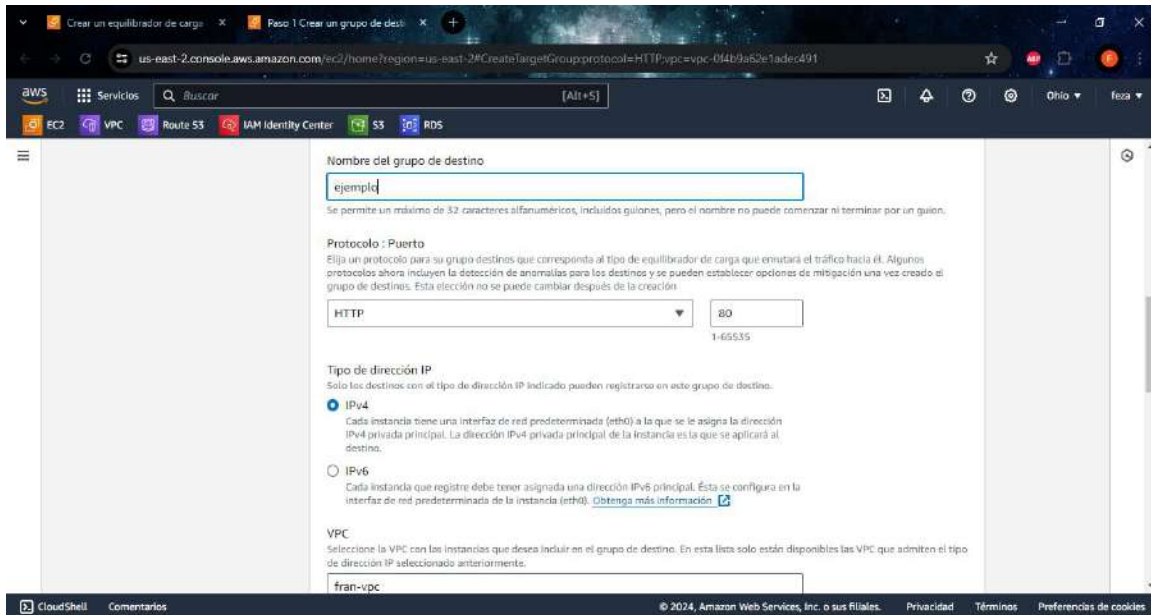 Crear un equilibrador de carga
Paso 1 Crear un grupo de desti
us-east-2.console.aws.amazon.com/ec2/home?region=us-east-2#CreateTargetGroup:protocol=HTTP;vpc=vpc-0f4b9a62e1adec491
ABP
F
aws Servicios Buscar [Alt+S] Ohio feza
EC2 VPC Route 53 IAM Identity Center S3 RDS
Nombre del grupo de destino
ejemplo
Se permite un máximo de 32 caracteres alfanuméricos, incluidos guiones, pero el nombre no puede comenzar ni terminar por un guion.
Protocolo : Puerto
Elija un protocolo para su grupo destinos que corresponda al tipo de equilibrador de carga que enrutará el tráfico hacia él. Algunos
protocolos ahora incluyen la detección de anomalías para los destinos y se pueden establecer opciones de mitigación una vez creado el
grupo de destinos. Esta elección no se puede cambiar después de la creación
HTTP 80
1-65535
Tipo de dirección IP
Solo los destinos con el tipo de dirección IP indicado pueden registrarse en este grupo de destino.
IPv4
Cada instancia tiene una interfaz de red predeterminada (eth0) a la que se le asigna la dirección
IPv4 privada principal. La dirección IPv4 privada principal de la instancia es la que se aplicará al
destino.
IPv6
Cada instancia que registre debe tener asignada una dirección IPv6 principal. Ésta se configura en la
interfaz de red predeterminada de la instancia (eth0). Obtenga más información
VPC
Seleccione la VPC con las instancias que desea incluir en el grupo de destino. En esta lista solo están disponibles las VPC que admiten el tipo
de dirección IP seleccionado anteriormente.
fran-vpc
CloudShell Comentarios © 2024, Amazon Web Services, Inc. o sus filiales. Privacidad Términos Preferencias de cookies